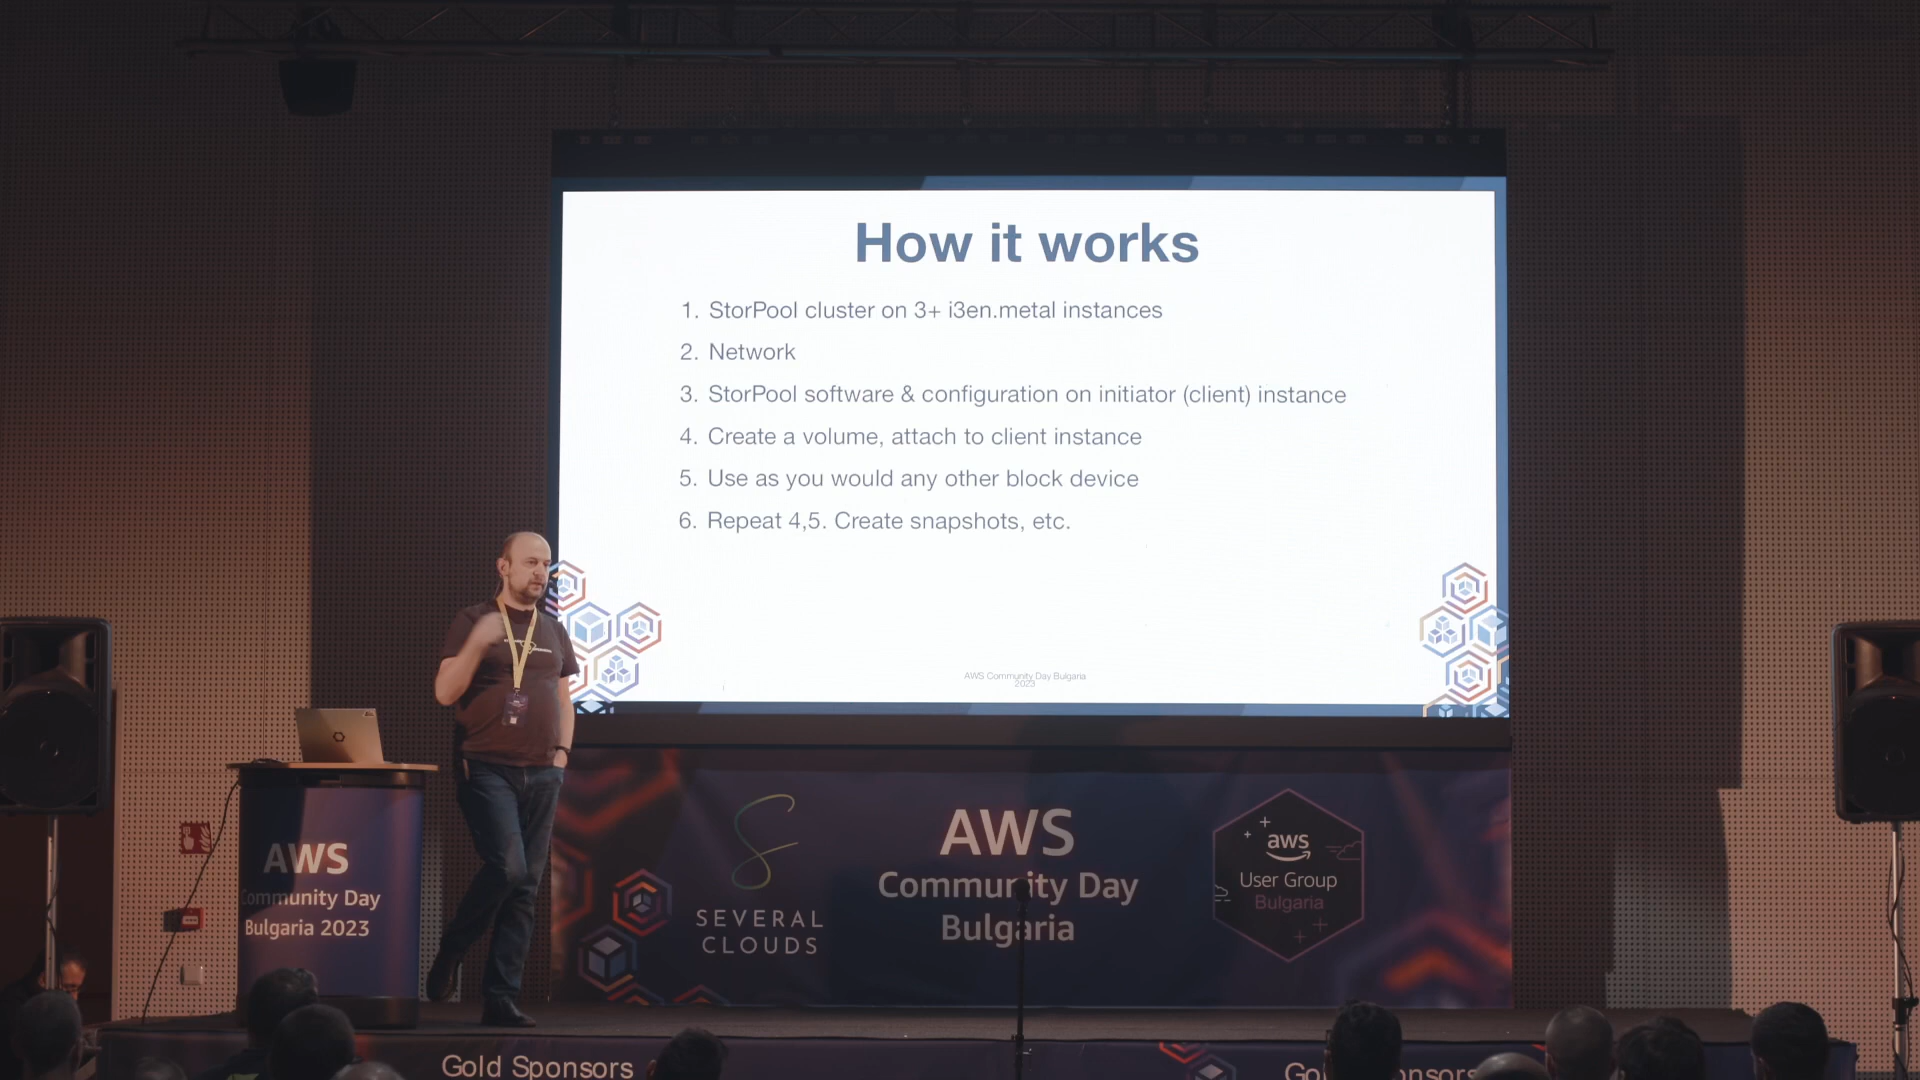 How it works
1. StorPool cluster on 3+ i3en.metal instances
2. Network
3. StorPool software & configuration on initiator (client) instance
4. Create a volume, attach to client instance
5. Use as you would any other block device
6. Repeat 4,5. Create snapshots, etc.
AWS Community Day Bulgaria
2023
AWS
Community Day
Bulgaria 2023
SEVERAL
CLOUDS
AWS
Community Day
Bulgaria
aws
User Group
Bulgaria
Gold Sponsors